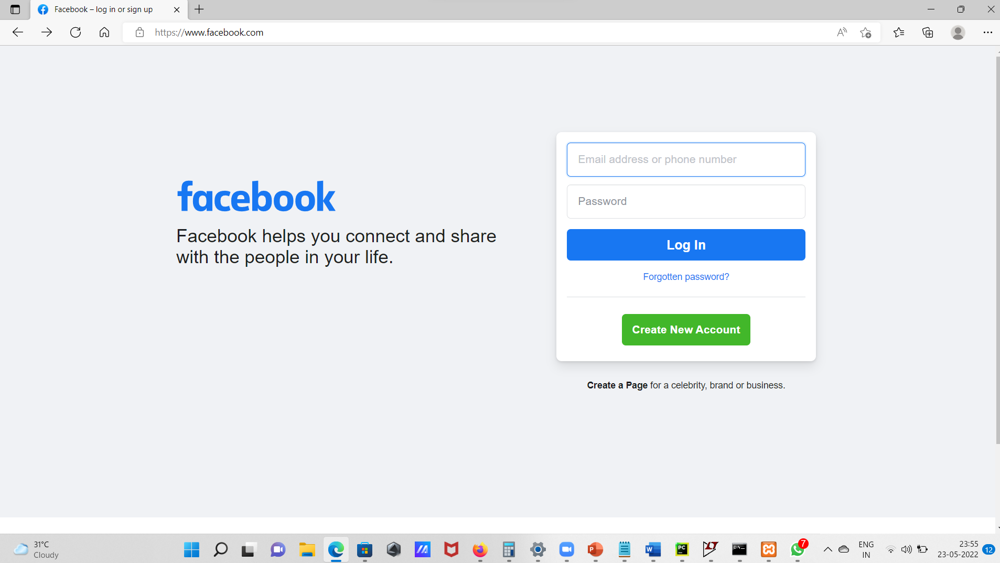 Facebook – log in or sign up
https://www.facebook.com
facebook
Facebook helps you connect and share
with the people in your life.
Email address or phone number
Password
Log In
Forgotten password?
Create New Account
Create a Page for a celebrity, brand or business.
31°C
Cloudy
7
ENG
IN
23:55
23-05-2022
12